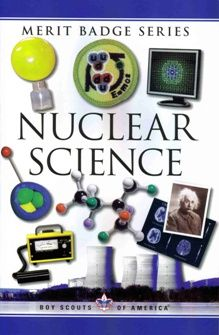 MERIT BADGE SERIES
NUCLEAR
SCIENCE
BOY SCOUTS OF AMERICA®